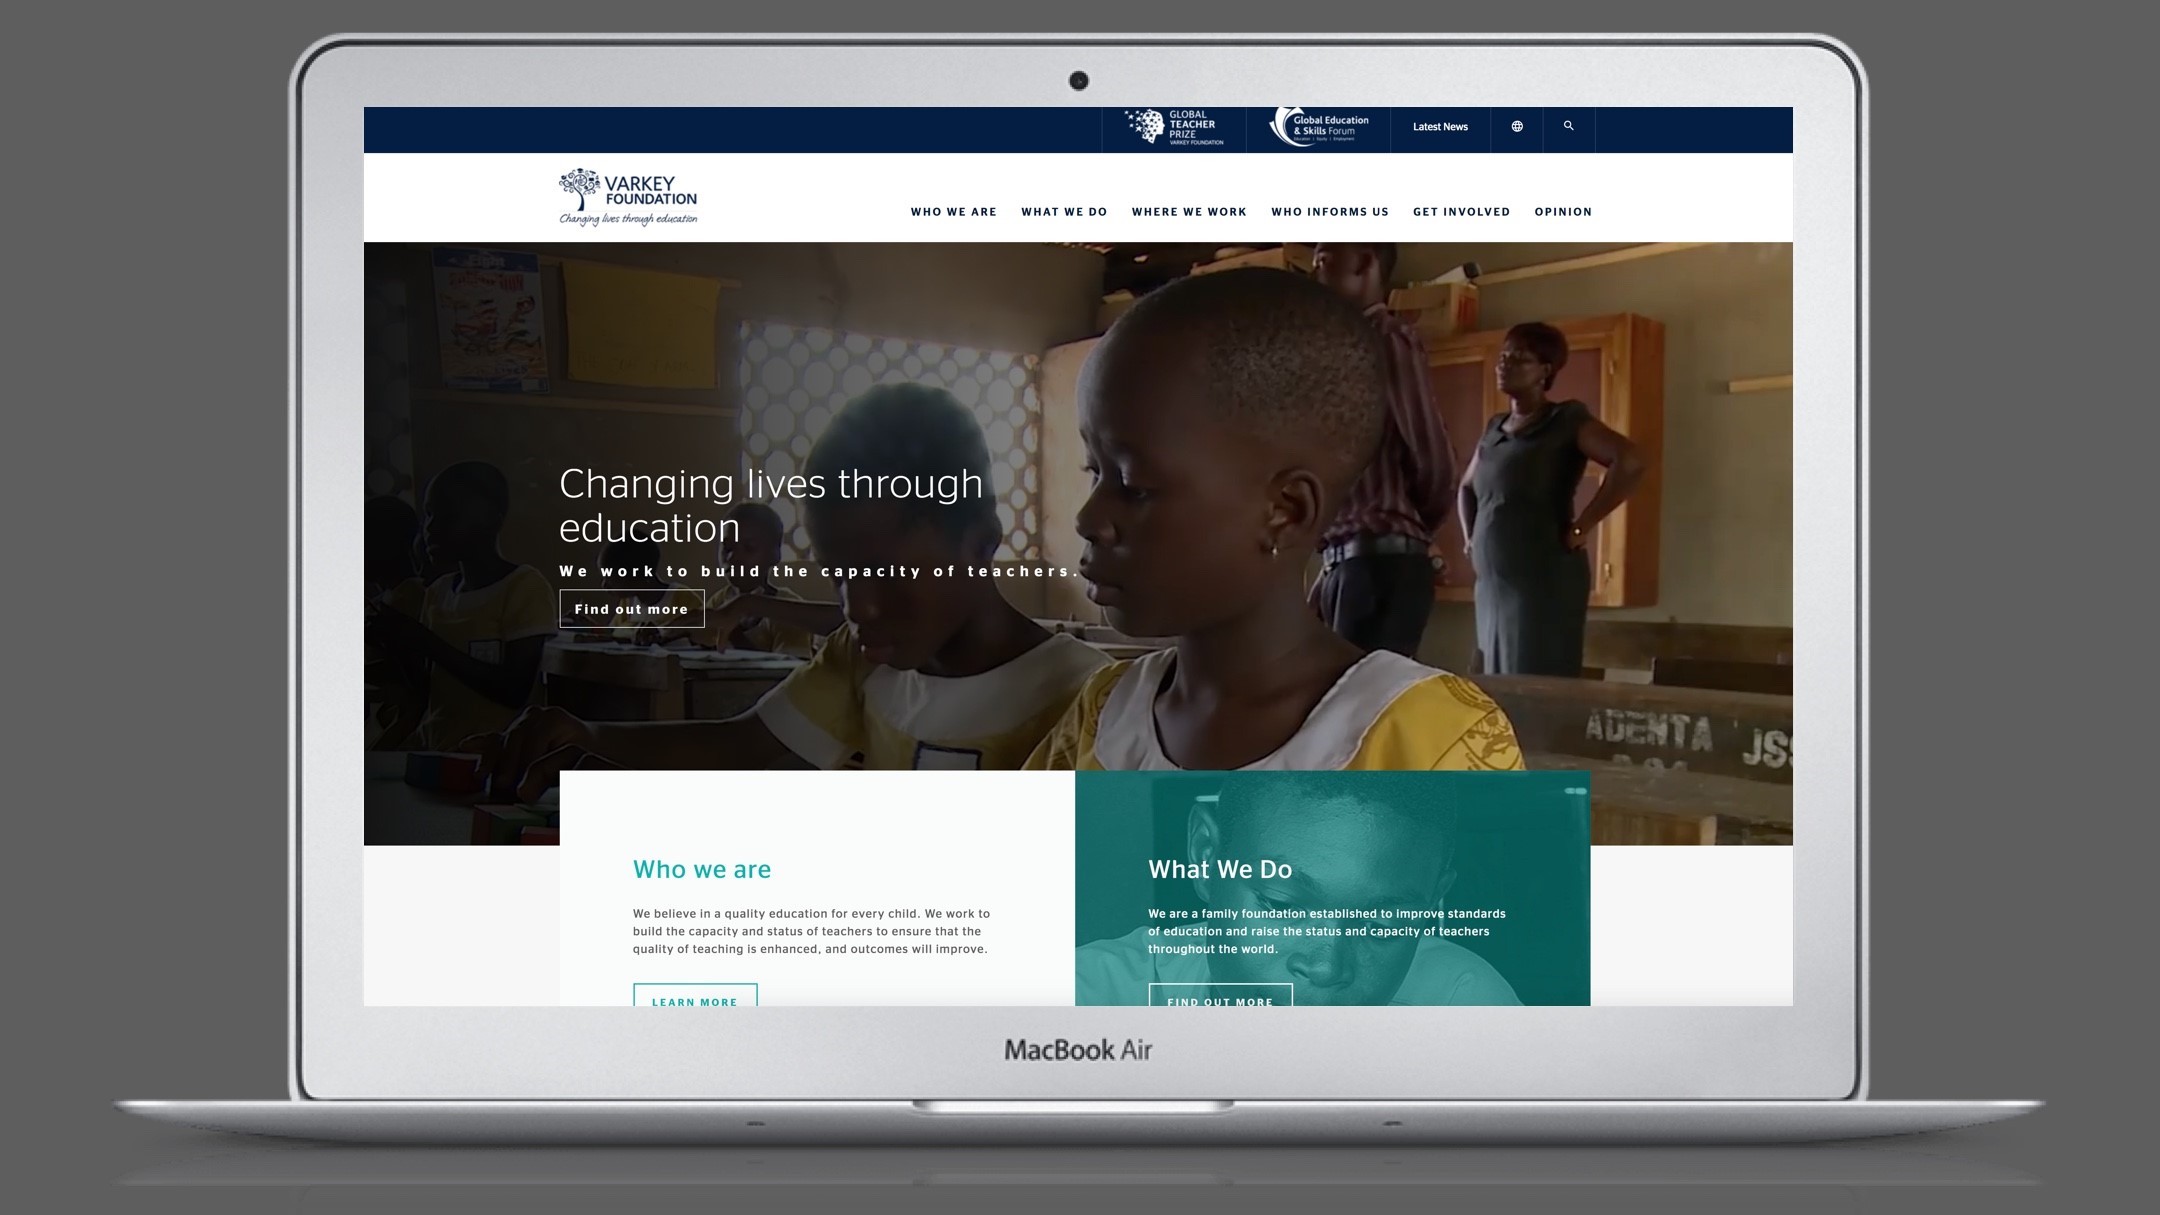 GLOBAL
TEACHER
PRIZE
VARKEY FOUNDATION
Global Education
& Skills Forum
Education | Equity | Employment
Latest News
VARKEY
FOUNDATION
Changing lives through education
WHO WE ARE
WHAT WE DO
WHERE WE WORK
WHO INFORMS US
GET INVOLVED
OPINION
Changing lives through
education
We work to build the capacity of teachers.
Find out more
ADENTA JSS
Who we are
We believe in a quality education for every child. We work to
build the capacity and status of teachers to ensure that the
quality of teaching is enhanced, and outcomes will improve.
LEARN MORE
What We Do
We are a family foundation established to improve standards
of education and raise the status and capacity of teachers
throughout the world.
FIND OUT MORE
MacBook Air